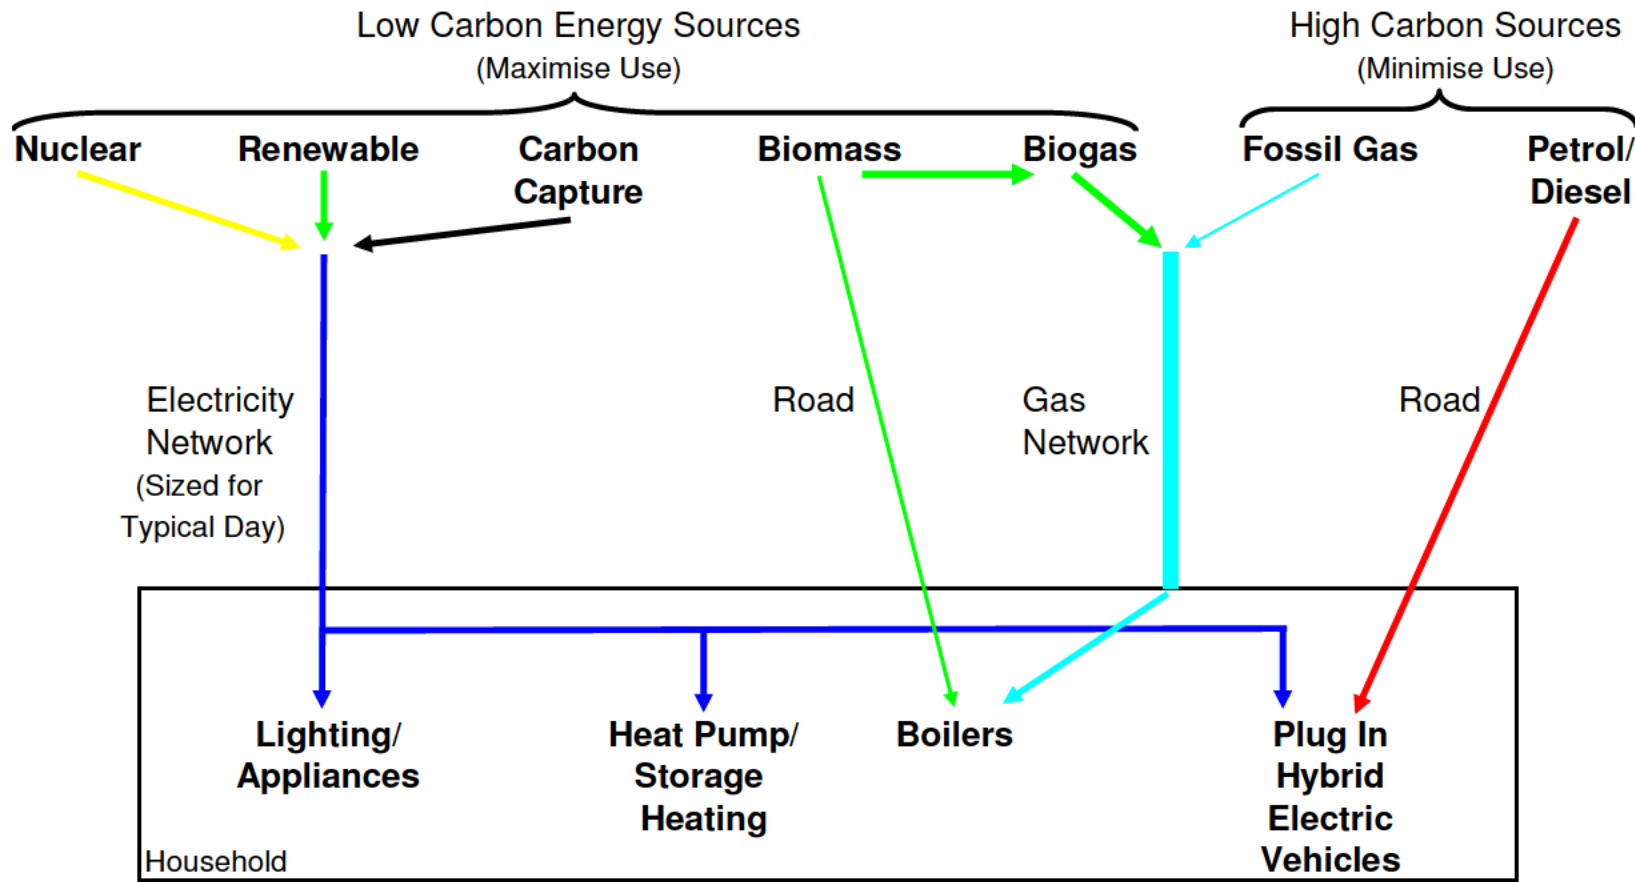 Low Carbon Energy Sources
(Maximise Use)
High Carbon Sources
(Minimise Use)
Nuclear
Renewable
Carbon
Capture
Biomass
Biogas
Fossil Gas
Petrol/
Diesel
Electricity
Network
(Sized for
Typical Day)
Road
Gas
Network
Road
Lighting/
Appliances
Heat Pump/
Storage
Heating
Boilers
Plug In
Hybrid
Electric
Vehicles
Household